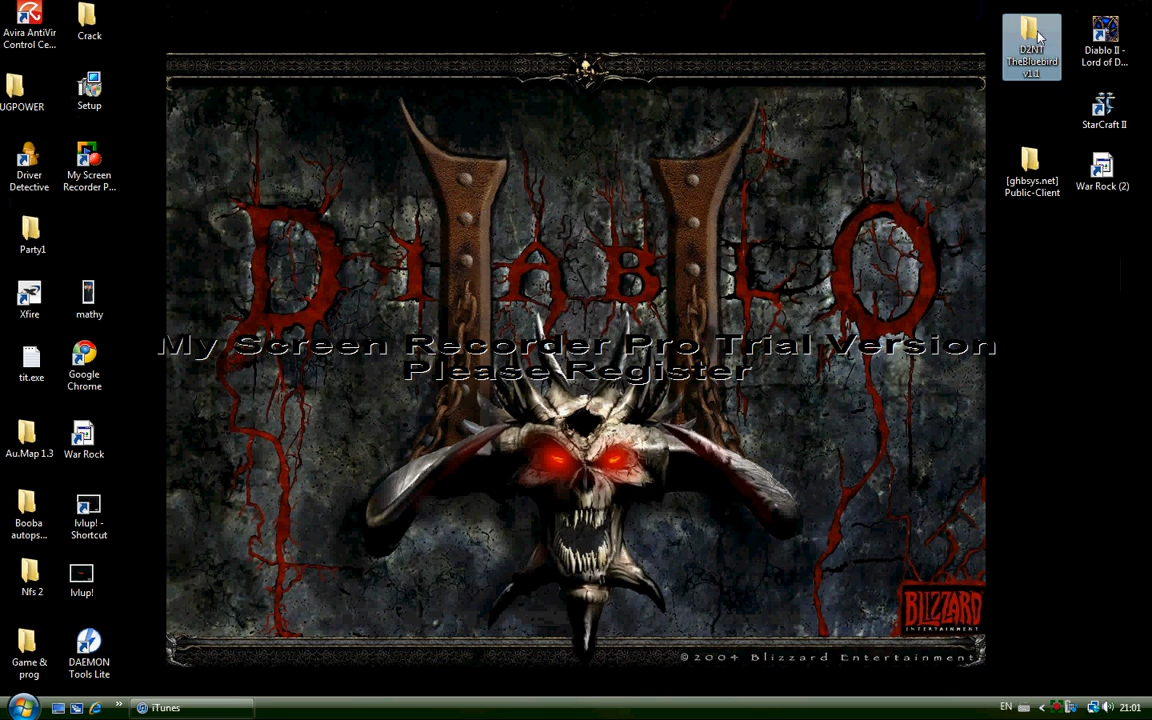 Avira AntiVir
Control Ce...
Crack
UGPOWER
Setup
Driver
Detective
My Screen
Recorder P...
Party1
Xfire
mathy
tit.exe
Google
Chrome
Au.Map 1.3
War Rock
Booba
autops...
lvlup! -
Shortcut
Nfs 2
lvlup!
Game &
prog
DAEMON
Tools Lite
DIABLO
II
My Screen Recorder Pro Trial Version
Please Register
BLIZZARD
ENTERTAINMENT
©2004 Blizzard Entertainment
D2NT
TheBluebird
v1.1
Diablo II -
Lord of D...
StarCraft II
[ghbsys.net]
Public-Client
War Rock (2)
iTunes
EN
21:01